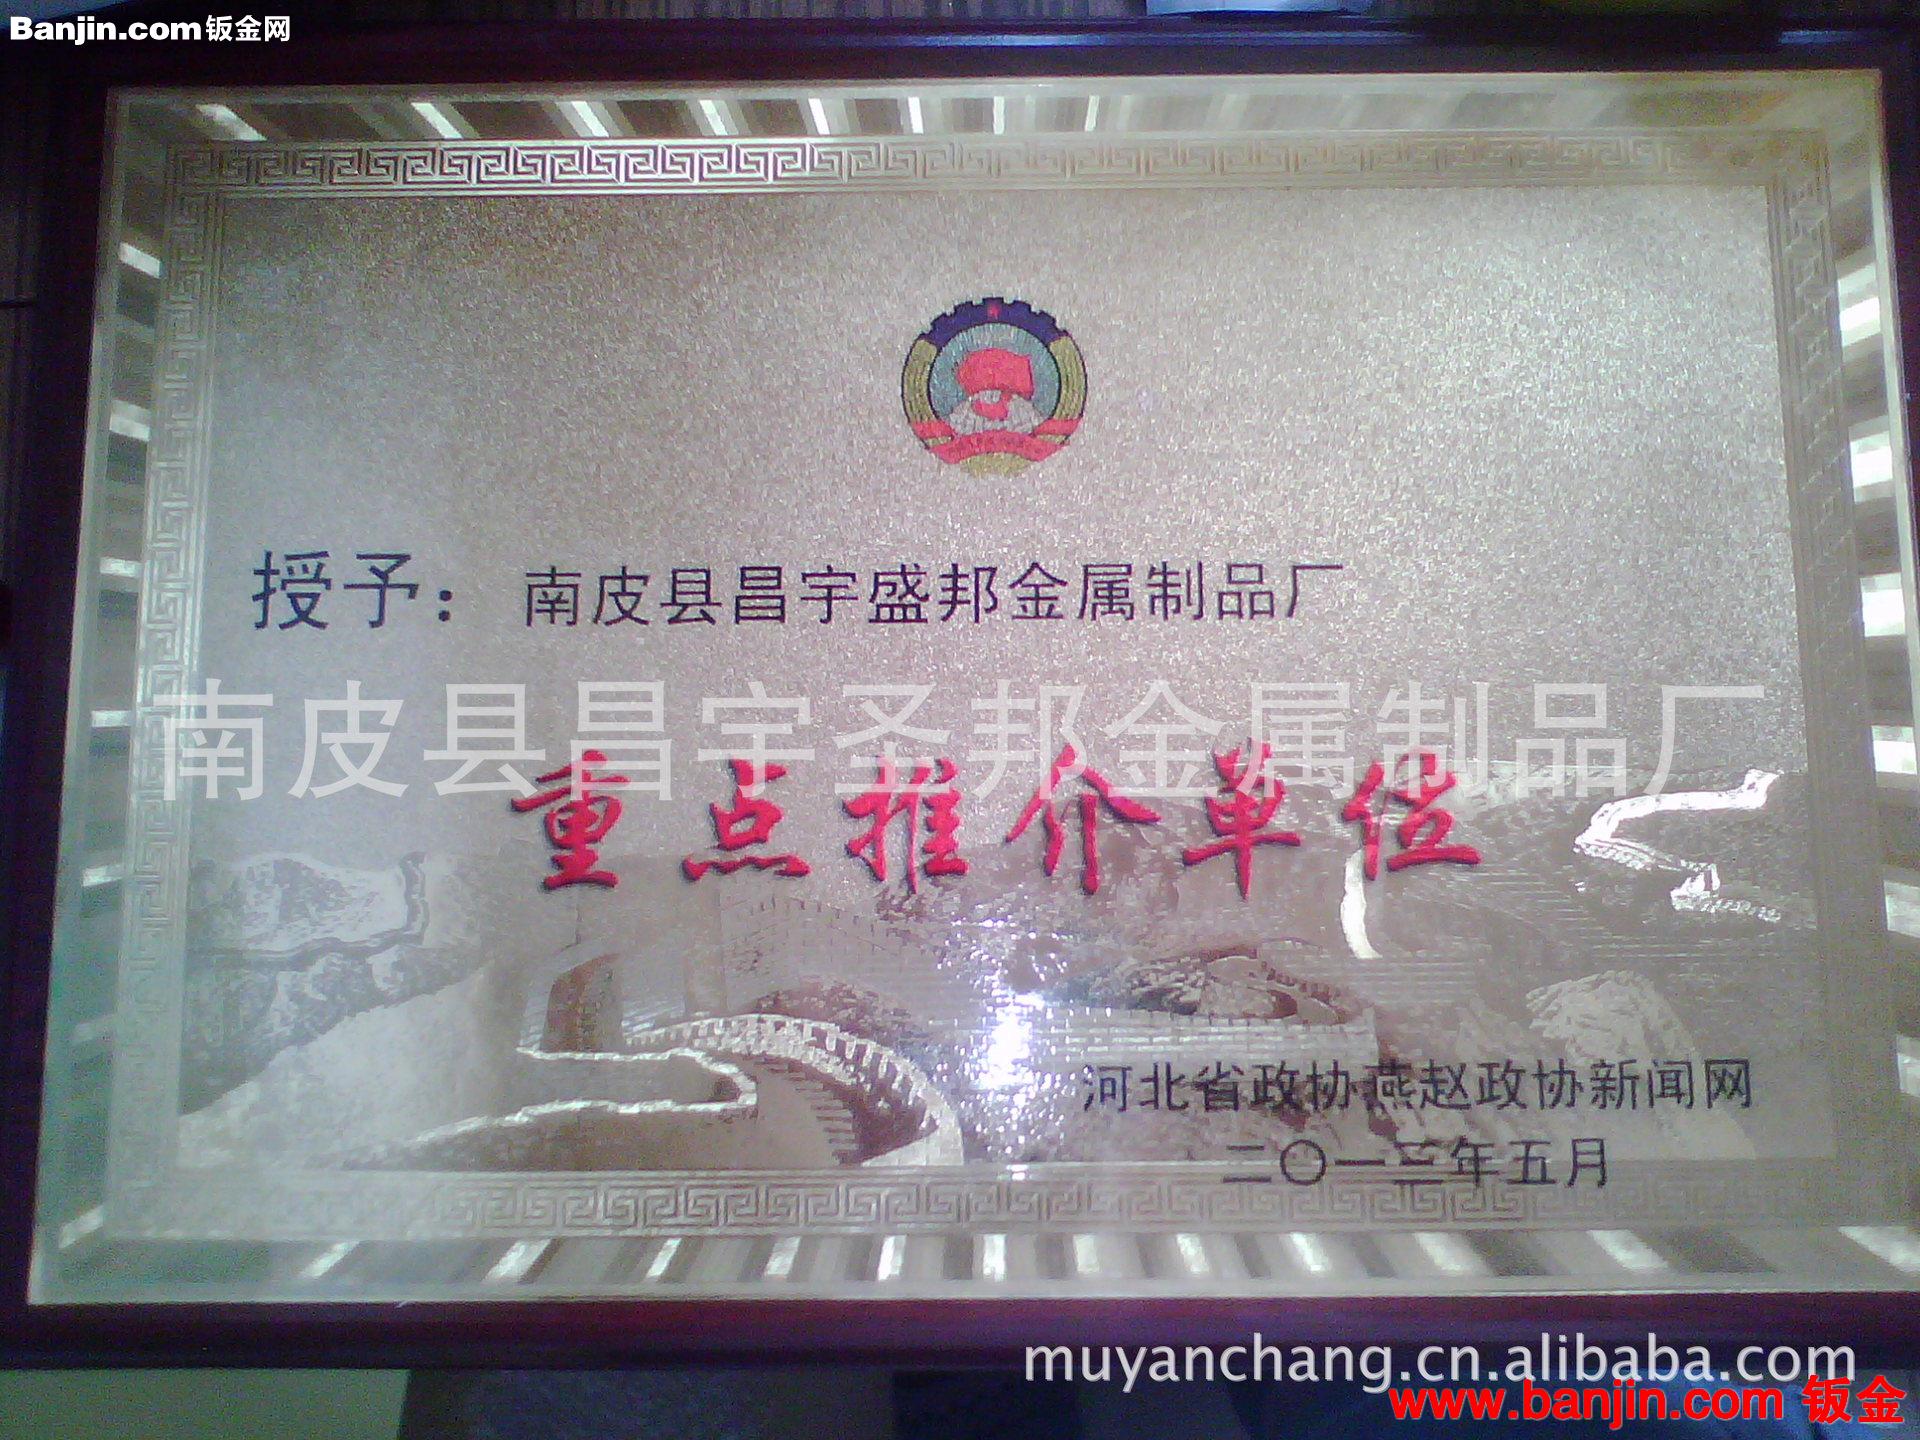 Banjin.com钣金网
授予： 南皮县昌宇盛邦金属制品厂
南皮县昌宇圣邦金属制品厂
重点推介单位
河北省政协燕赵政协新闻网
二〇一三年五月
muyanchang.cn.alibaba.com
www.banjin.com 钣金